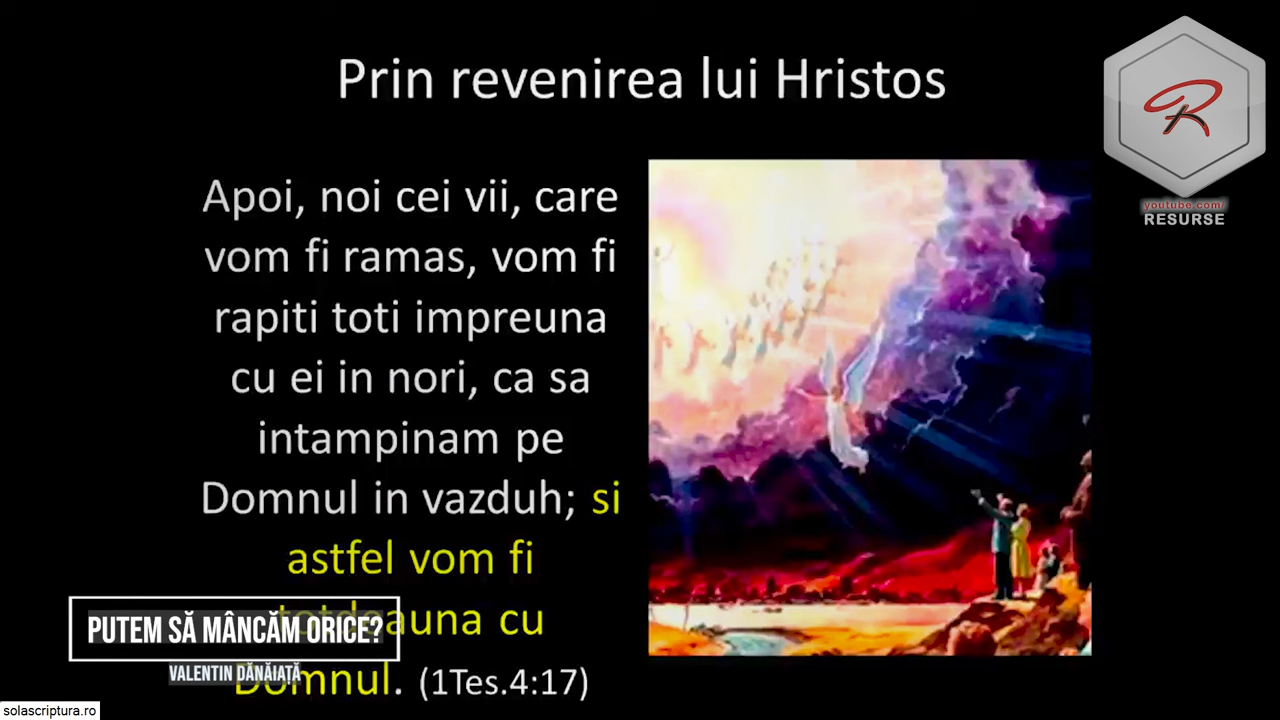 Prin revenirea lui Hristos
Apoi, noi cei vii, care
vom fi ramas, vom fi
rapiti toti impreuna
cu ei in nori, ca sa
intampinam pe
Domnul in vazduh; si
astfel vom fi
totdeauna cu
Domnul. (1Tes.4:17)
youtube.com/
RESURSE
PUTEM SĂ MÂNCĂM ORICE?
VALENTIN DĂNĂIAȚĂ
solascriptura.ro